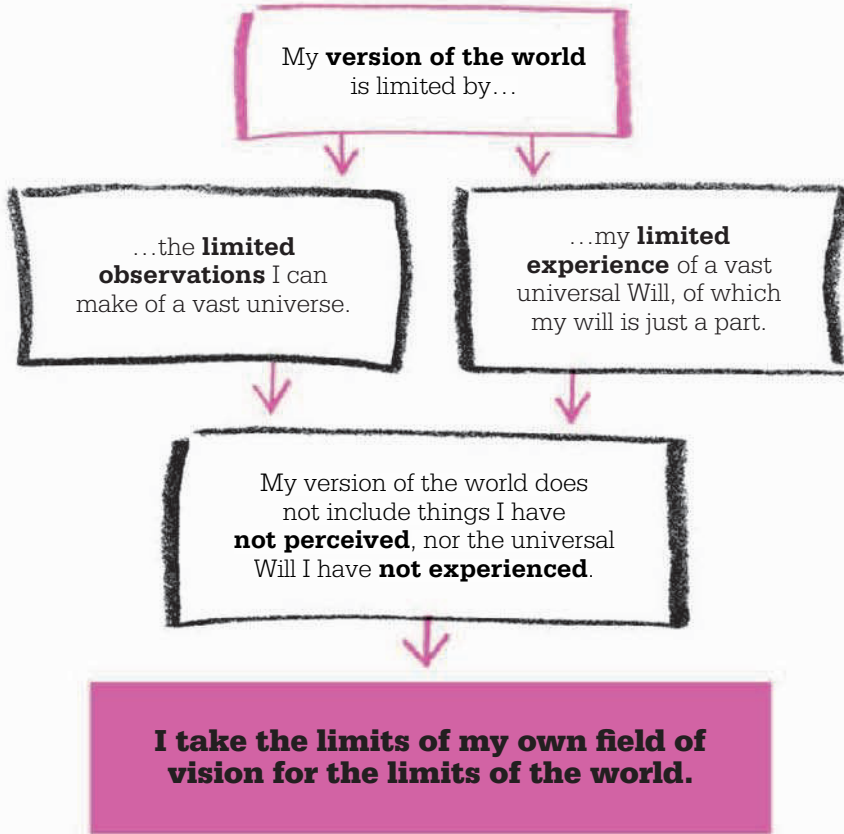 My version of the world
is limited by…
…the limited
observations I can
make of a vast universe.
…my limited
experience of a vast
universal Will, of which
my will is just a part.
My version of the world does
not include things I have
not perceived, nor the universal
Will I have not experienced.
I take the limits of my own field of
vision for the limits of the world.